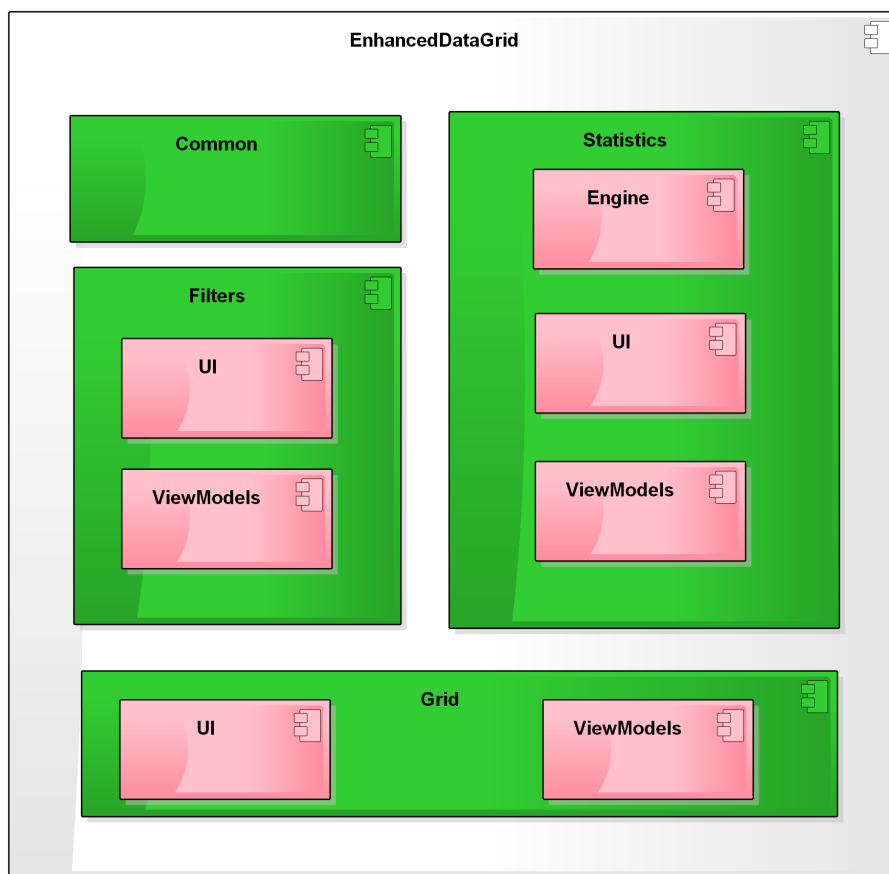 EnhancedDataGrid
Common
Filters
UI
ViewModels
Statistics
Engine
UI
ViewModels
Grid
UI
ViewModels